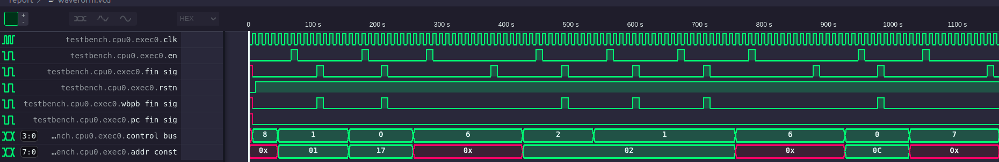 report > ≡ waveform.vcd
+
-
HEX
0 100 s 200 s 300 s 400 s 500 s 600 s 700 s 800 s 900 s 1000 s 1100 s
testbench.cpu0.exec0.clk
testbench.cpu0.exec0.en
testbench.cpu0.exec0.fin sig
testbench.cpu0.exec0.rstn
testbench.cpu0.exec0.wbpb fin sig
testbench.cpu0.exec0.pc fin sig
3:0 …nch.cpu0.exec0.control bus 8 1 0 6 2 1 6 0 7
7:0 …ench.cpu0.exec0.addr const 0x 01 17 0x 02 0x 0C 0x